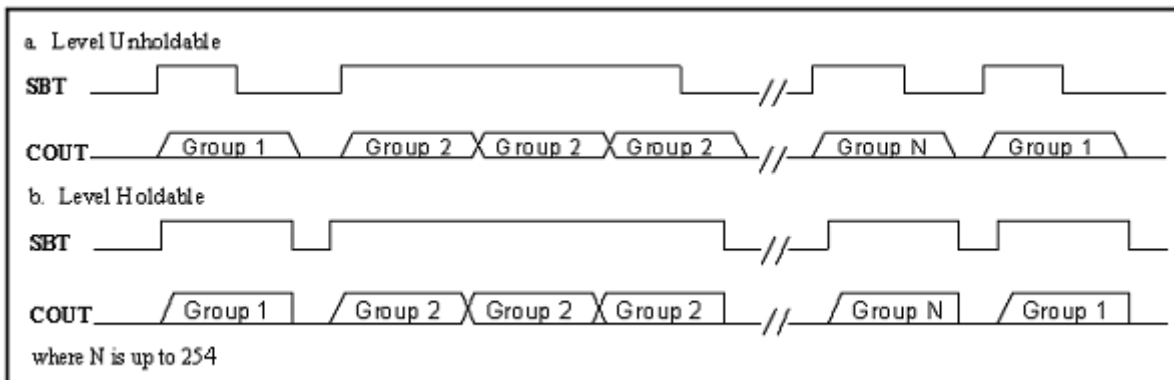 a. Level Unholdable
SBT
COUT Group 1 Group 2 Group 2 Group 2 Group N Group 1
b. Level Holdable
SBT
COUT Group 1 Group 2 Group 2 Group 2 Group N Group 1
where N is up to 254